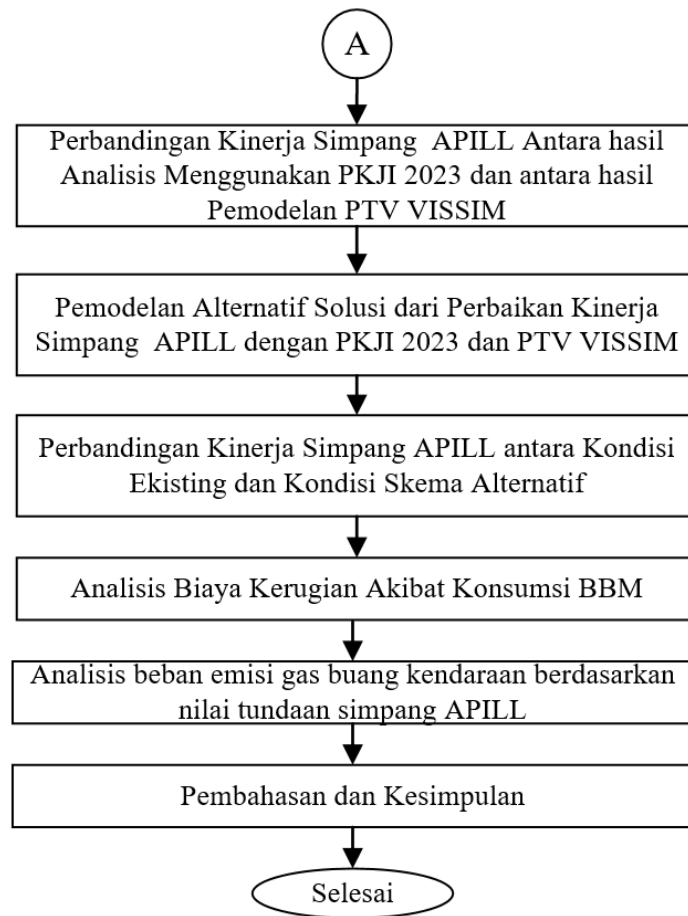 A
Perbandingan Kinerja Simpang APILL Antara hasil
Analisis Menggunakan PKJI 2023 dan antara hasil
Pemodelan PTV VISSIM
Pemodelan Alternatif Solusi dari Perbaikan Kinerja
Simpang APILL dengan PKJI 2023 dan PTV VISSIM
Perbandingan Kinerja Simpang APILL antara Kondisi
Ekisting dan Kondisi Skema Alternatif
Analisis Biaya Kerugian Akibat Konsumsi BBM
Analisis beban emisi gas buang kendaraan berdasarkan
nilai tundaan simpang APILL
Pembahasan dan Kesimpulan
Selesai